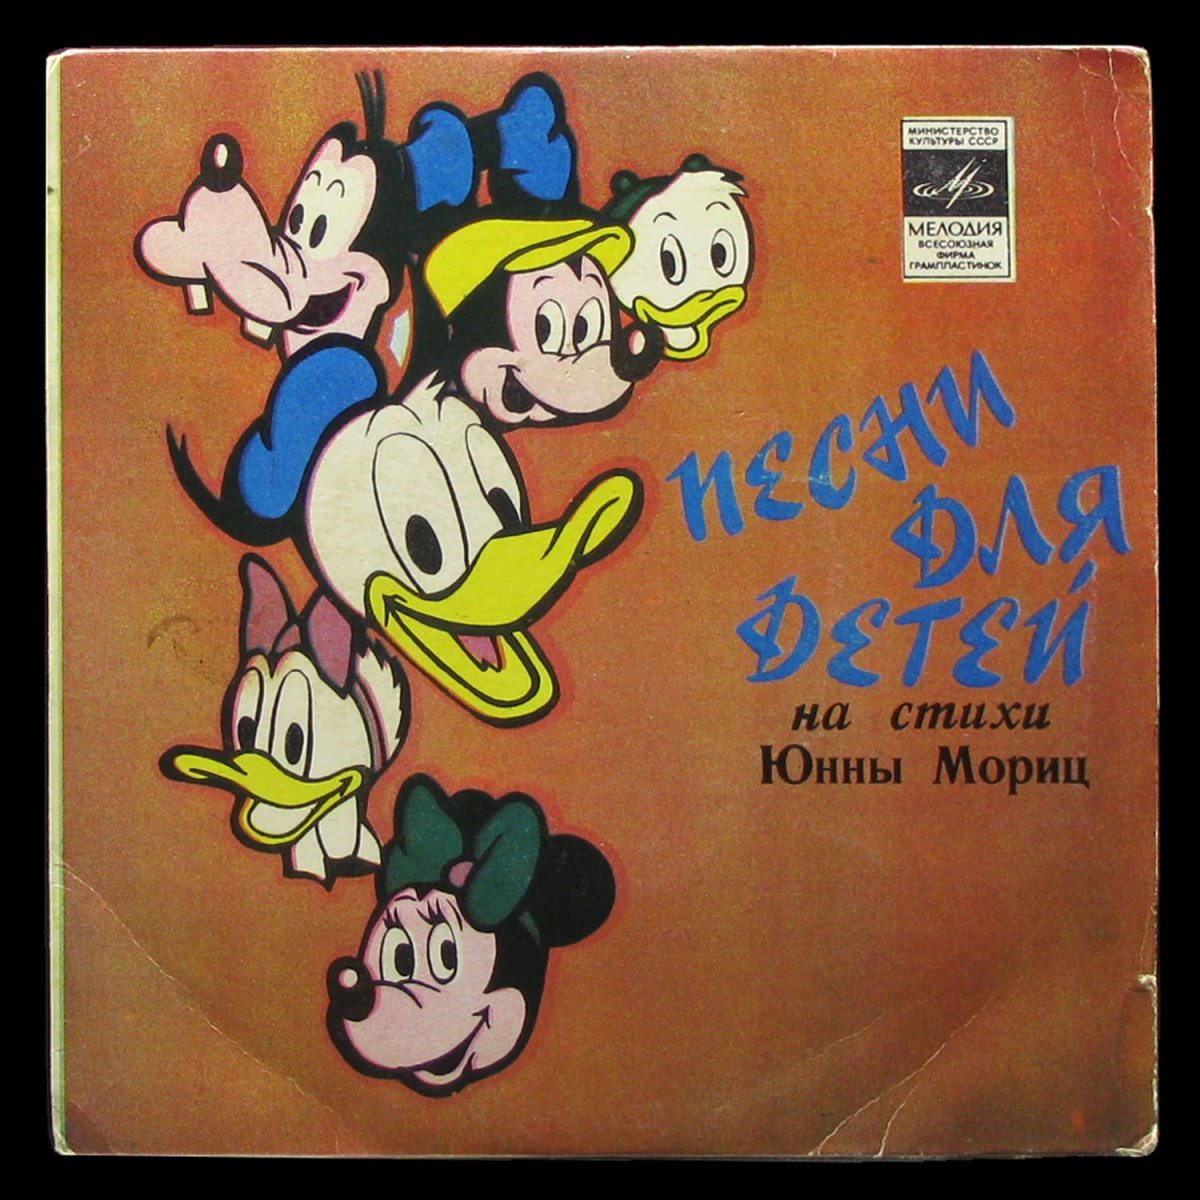 МИНИСТЕРСТВО
КУЛЬТУРЫ СССР
МЕЛОДИЯ
ВСЕСОЮЗНАЯ
ФИРМА
ГРАМПЛАСТИНОК
ПЕСНИ
ДЛЯ
ДЕТЕЙ
на стихи
Юнны Мориц